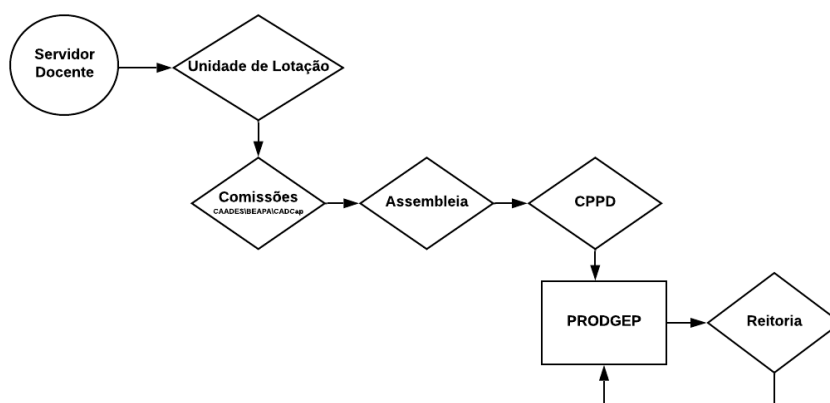 Servidor
Docente
Unidade de Lotação
Comissões
CAADES\BEAPA\CADCap
Assembleia
CPPD
PRODGEP
Reitoria